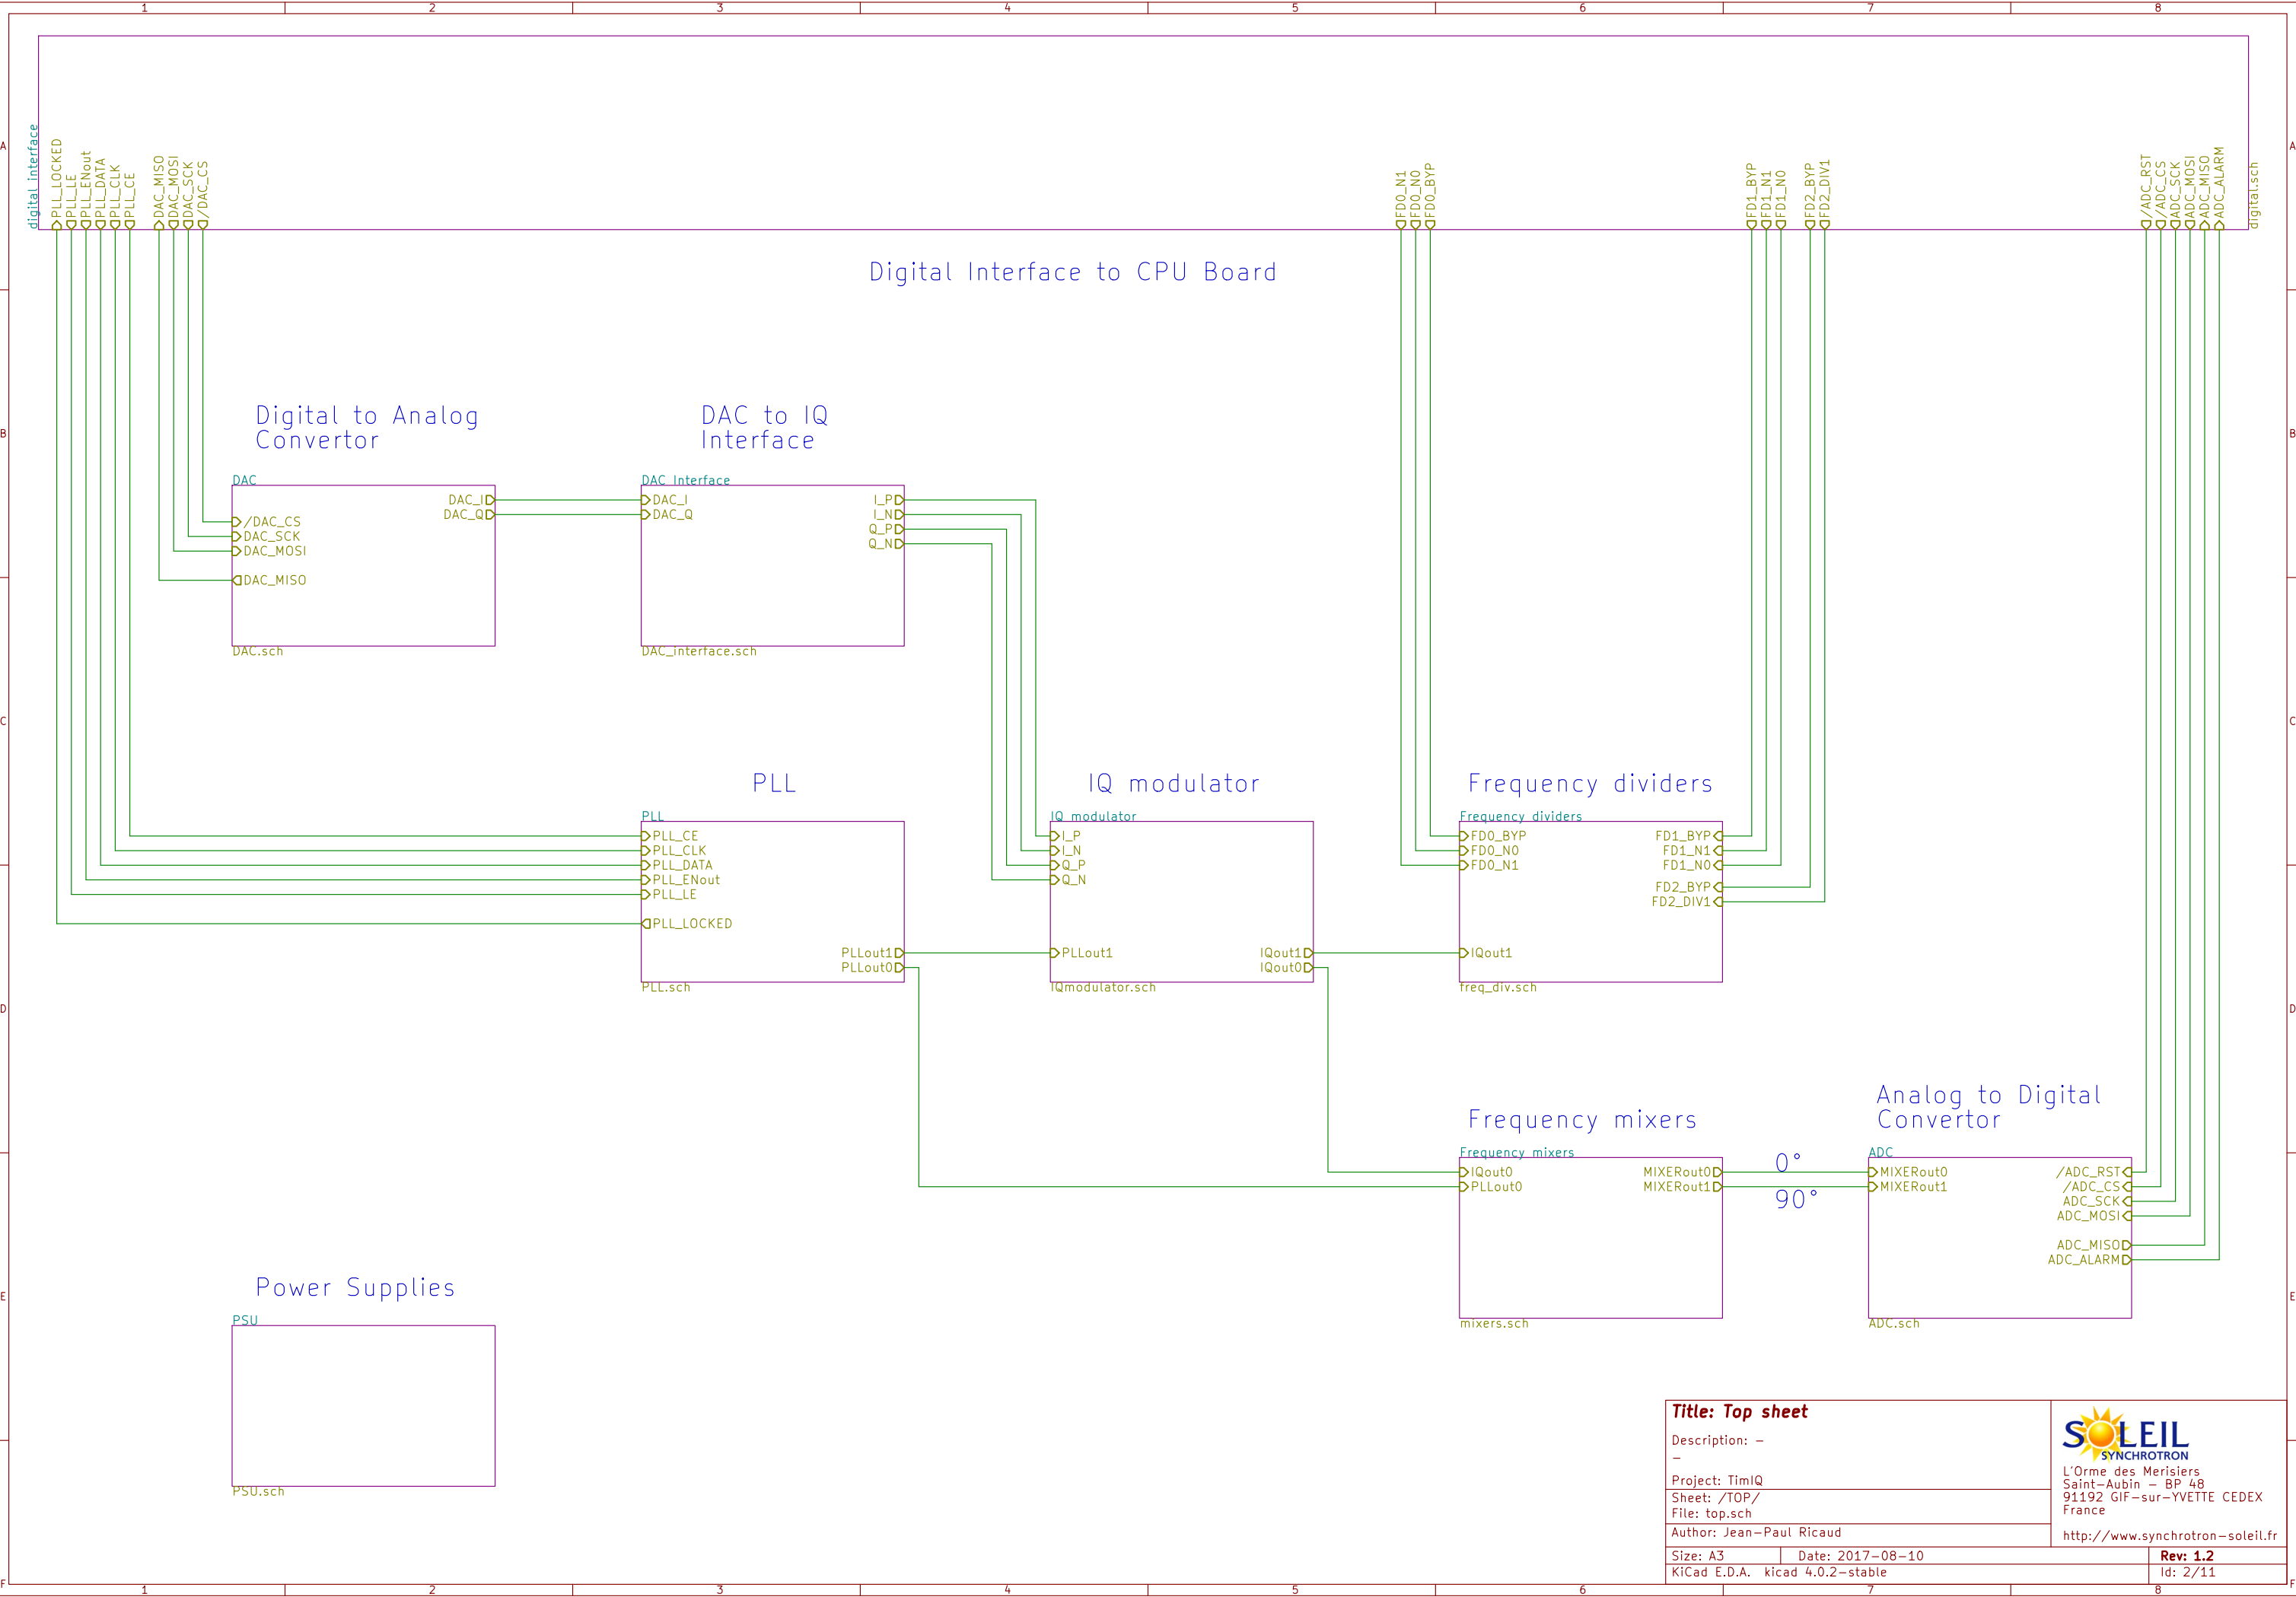 1 2 3 4 5 6 7 8
A
B
C
D
E
F
A
B
C
D
E
F
digital interface
PLL_LOCKED
PLL_LE
PLL_ENout
PLL_DATA
PLL_CLK
PLL_CE
DAC_MISO
DAC_MOSI
DAC_SCK
/DAC_CS
FD0_N1
FD0_N0
FD0_BYP
FD1_BYP
FD1_N1
FD1_N0
FD2_BYP
FD2_DIV1
/ADC_RST
/ADC_CS
ADC_SCK
ADC_MOSI
ADC_MISO
ADC_ALARM
digital.sch
Digital Interface to CPU Board
Digital to Analog
Convertor
DAC
DAC_I
DAC_Q
/DAC_CS
DAC_SCK
DAC_MOSI
DAC_MISO
DAC.sch
DAC to IQ
Interface
DAC Interface
DAC_I
DAC_Q
I_P
I_N
Q_P
Q_N
DAC_interface.sch
PLL
PLL
PLL_CE
PLL_CLK
PLL_DATA
PLL_ENout
PLL_LE
PLL_LOCKED
PLLout1
PLLout0
PLL.sch
IQ modulator
IQ modulator
I_P
I_N
Q_P
Q_N
PLLout1
IQout1
IQout0
IQmodulator.sch
Frequency dividers
Frequency dividers
FD0_BYP
FD0_N0
FD0_N1
FD1_BYP
FD1_N1
FD1_N0
FD2_BYP
FD2_DIV1
IQout1
freq_div.sch
Frequency mixers
Frequency mixers
IQout0
PLLout0
MIXERout0
MIXERout1
mixers.sch
0°
90°
Analog to Digital
Convertor
ADC
MIXERout0
MIXERout1
/ADC_RST
/ADC_CS
ADC_SCK
ADC_MOSI
ADC_MISO
ADC_ALARM
ADC.sch
Power Supplies
PSU
PSU.sch
Title: Top sheet
Description: -
-
Project: TimIQ
Sheet: /TOP/
File: top.sch
Author: Jean-Paul Ricaud
Size: A3
Date: 2017-08-10
KiCad E.D.A. kicad 4.0.2-stable
Rev: 1.2
Id: 2/11
SOLEIL
SYNCHROTRON
L'Orme des Merisiers
Saint-Aubin - BP 48
91192 GIF-sur-YVETTE CEDEX
France
http://www.synchrotron-soleil.fr
1 2 3 4 5 6 7 8